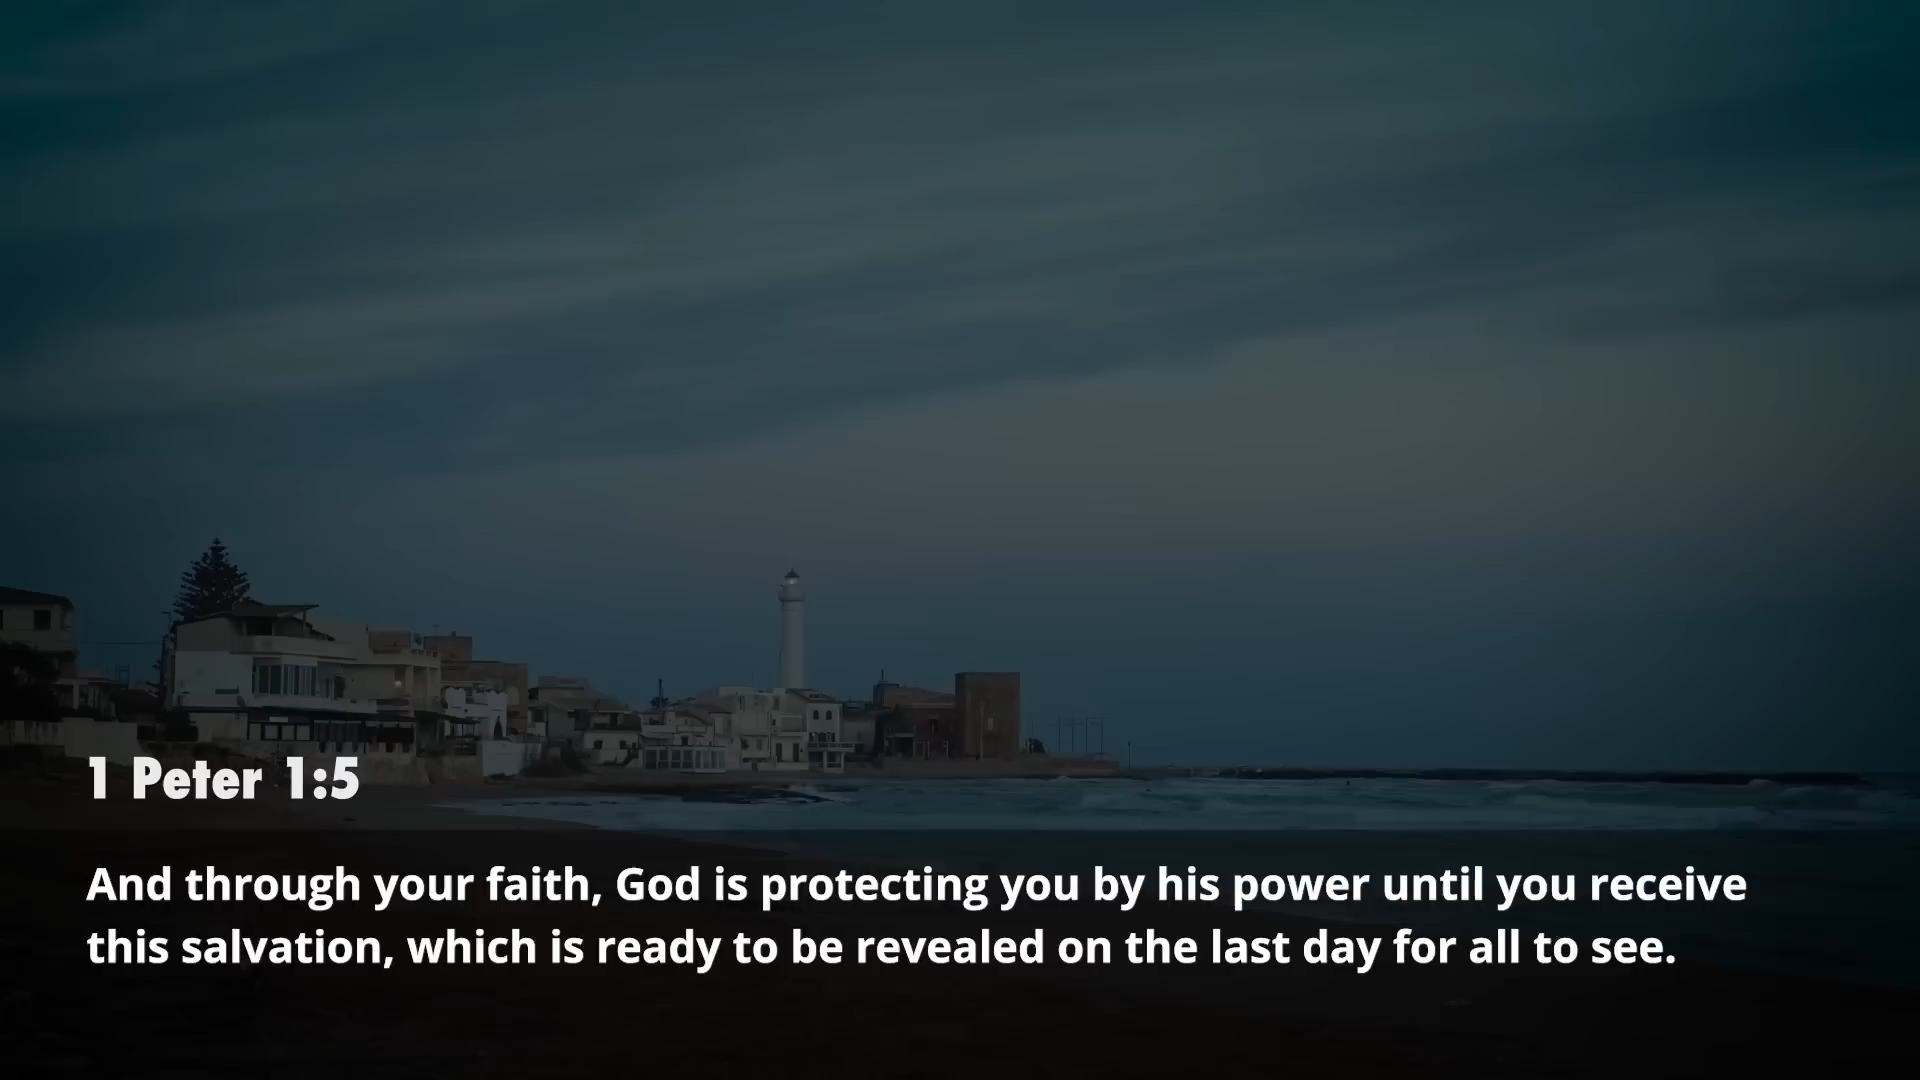 1 Peter 1:5
And through your faith, God is protecting you by his power until you receive
this salvation, which is ready to be revealed on the last day for all to see.